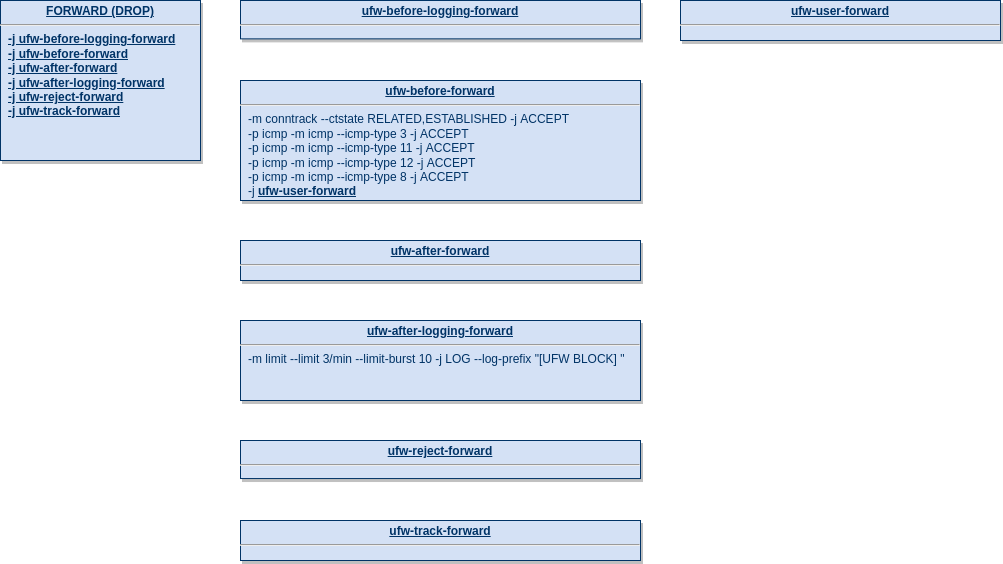 FORWARD (DROP)
-j ufw-before-logging-forward
-j ufw-before-forward
-j ufw-after-forward
-j ufw-after-logging-forward
-j ufw-reject-forward
-j ufw-track-forward
ufw-before-logging-forward
ufw-before-forward
-m conntrack --ctstate RELATED,ESTABLISHED -j ACCEPT
-p icmp -m icmp --icmp-type 3 -j ACCEPT
-p icmp -m icmp --icmp-type 11 -j ACCEPT
-p icmp -m icmp --icmp-type 12 -j ACCEPT
-p icmp -m icmp --icmp-type 8 -j ACCEPT
-j ufw-user-forward
ufw-after-forward
ufw-after-logging-forward
-m limit --limit 3/min --limit-burst 10 -j LOG --log-prefix "[UFW BLOCK] "
ufw-reject-forward
ufw-track-forward
ufw-user-forward